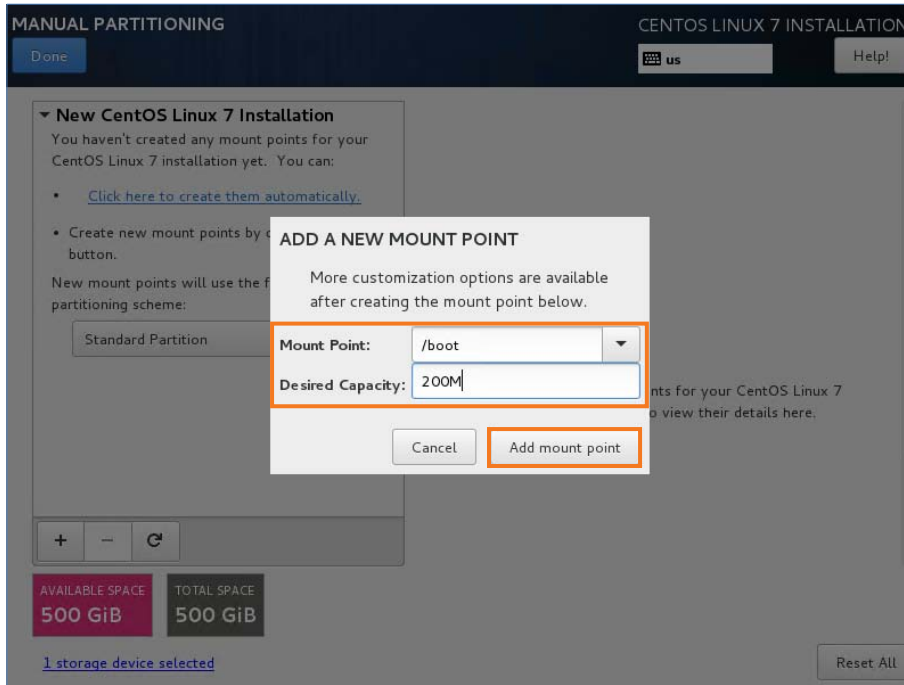 MANUAL PARTITIONING
CENTOS LINUX 7 INSTALLATION
Done
us
Help!
New CentOS Linux 7 Installation
You haven't created any mount points for your
CentOS Linux 7 installation yet. You can:
• Click here to create them automatically.
• Create new mount points by
button.
New mount points will use the
partitioning scheme:
Standard Partition
ADD A NEW MOUNT POINT
More customization options are available
after creating the mount point below.
Mount Point: /boot
Desired Capacity: 200M
Cancel
Add mount point
nts for your CentOS Linux 7
o view their details here.
+ − 
AVAILABLE SPACE
500 GiB
TOTAL SPACE
500 GiB
1 storage device selected
Reset All